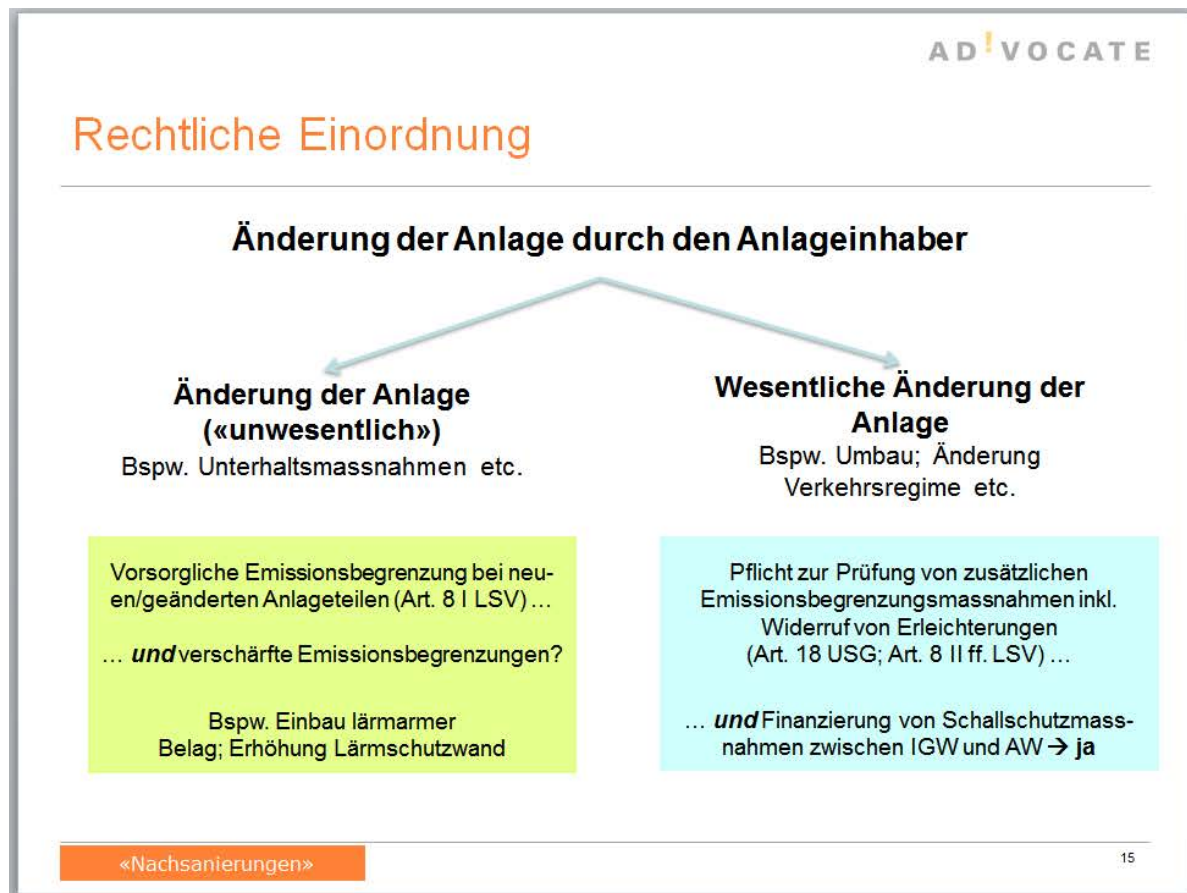 AD!VOCATE
Rechtliche Einordnung
Änderung der Anlage durch den Anlageinhaber
Änderung der Anlage
(«unwesentlich»)
Bspw. Unterhaltsmassnahmen etc.
Wesentliche Änderung der
Anlage
Bspw. Umbau; Änderung
Verkehrsregime etc.
Vorsorgliche Emissionsbegrenzung bei neu-
en/geänderten Anlageteilen (Art. 8 I LSV) …
… und verschärfte Emissionsbegrenzungen?
Bspw. Einbau lärmarmer
Belag; Erhöhung Lärmschutzwand
Pflicht zur Prüfung von zusätzlichen
Emissionsbegrenzungsmassnahmen inkl.
Widerruf von Erleichterungen
(Art. 18 USG; Art. 8 II ff. LSV) …
… und Finanzierung von Schallschutzmass-
nahmen zwischen IGW und AW → ja
«Nachsanierungen»
15